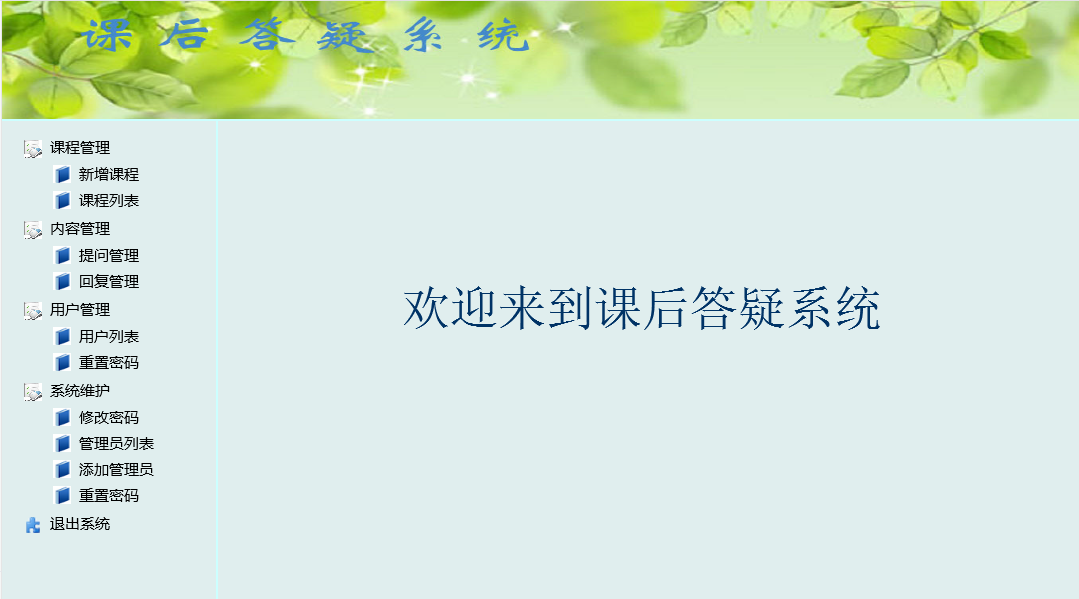 课后答疑系统
课程管理
新增课程
课程列表
内容管理
提问管理
回复管理
用户管理
用户列表
重置密码
系统维护
修改密码
管理员列表
添加管理员
重置密码
退出系统
欢迎来到课后答疑系统